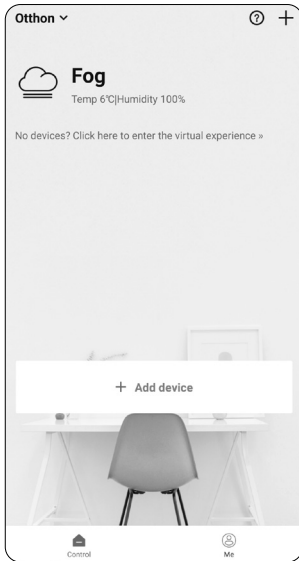 Otthon
Fog
Temp 6℃|Humidity 100%
No devices? Click here to enter the virtual experience »
+ Add device
Control
Me